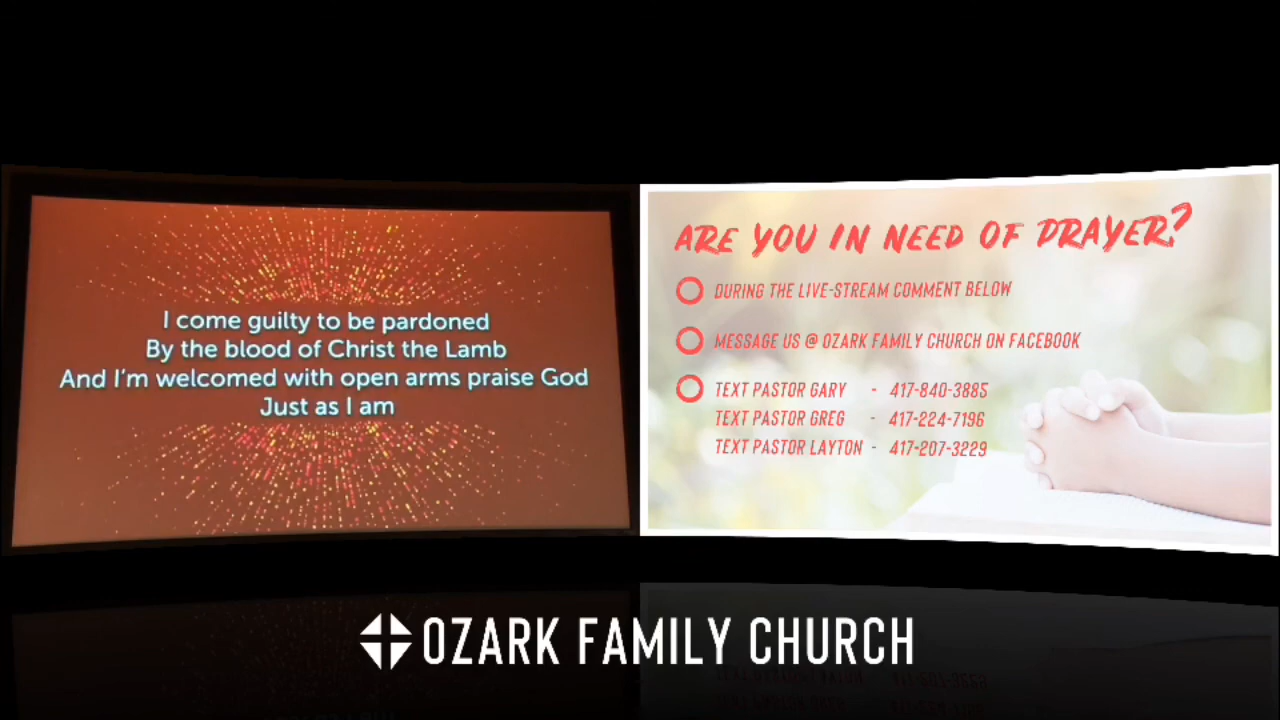 I come guilty to be pardoned
By the blood of Christ the Lamb
And I'm welcomed with open arms praise God
Just as I am
ARE YOU IN NEED OF PRAYER?
DURING THE LIVE-STREAM COMMENT BELOW
MESSAGE US @ OZARK FAMILY CHURCH ON FACEBOOK
TEXT PASTOR GARY - 417-840-3885
TEXT PASTOR GREG - 417-224-7196
TEXT PASTOR LAYTON - 417-207-3229
OZARK FAMILY CHURCH